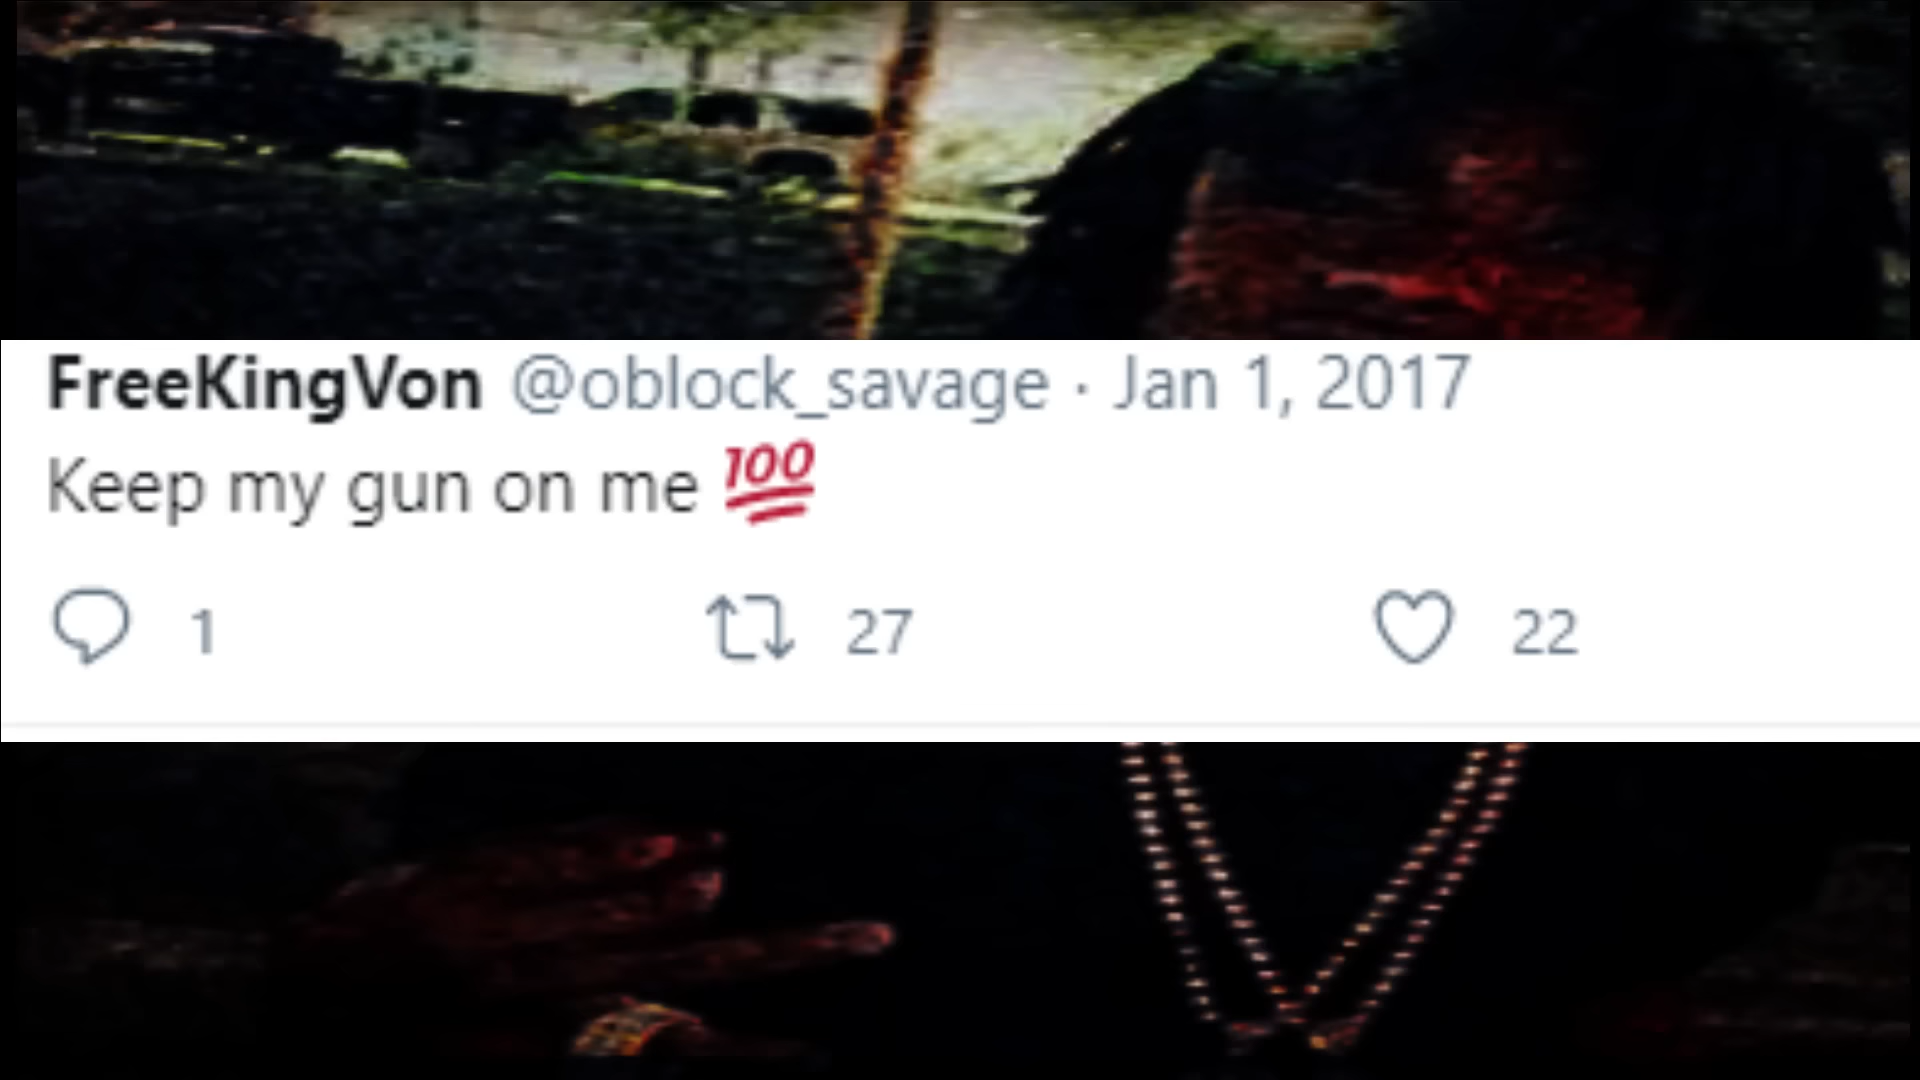 FreeKingVon @oblock_savage · Jan 1, 2017
Keep my gun on me 💯
1 27 22